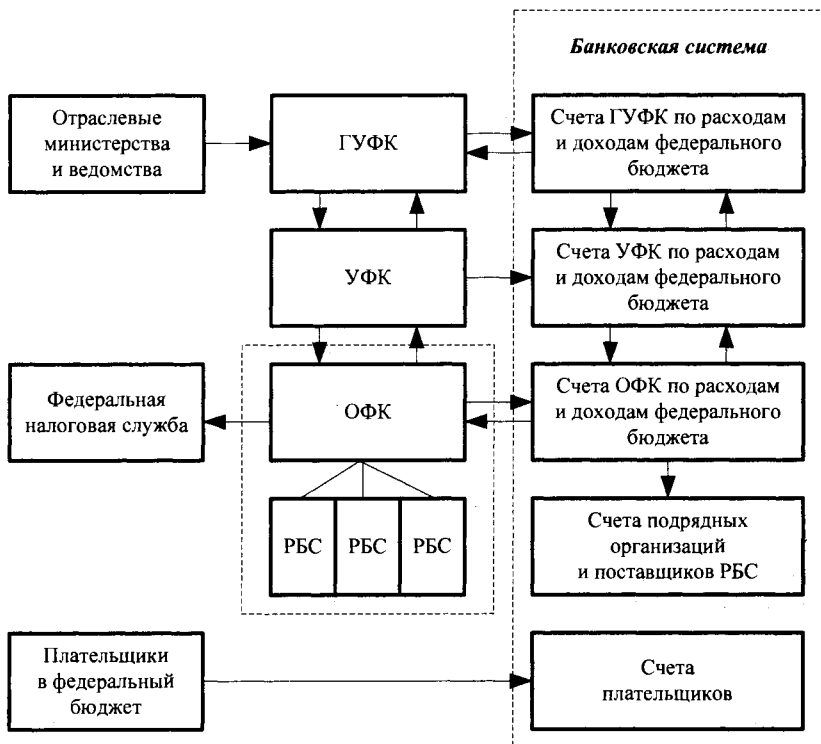 Банковская система
Отраслевые
министерства
и ведомства
ГУФК
Счета ГУФК по расходам
и доходам федерального
бюджета
УФК
Счета УФК по расходам
и доходам федерального
бюджета
Федеральная
налоговая служба
ОФК
Счета ОФК по расходам
и доходам федерального
бюджета
РБС
РБС
РБС
Счета подрядных
организаций
и поставщиков РБС
Плательщики
в федеральный
бюджет
Счета
плательщиков